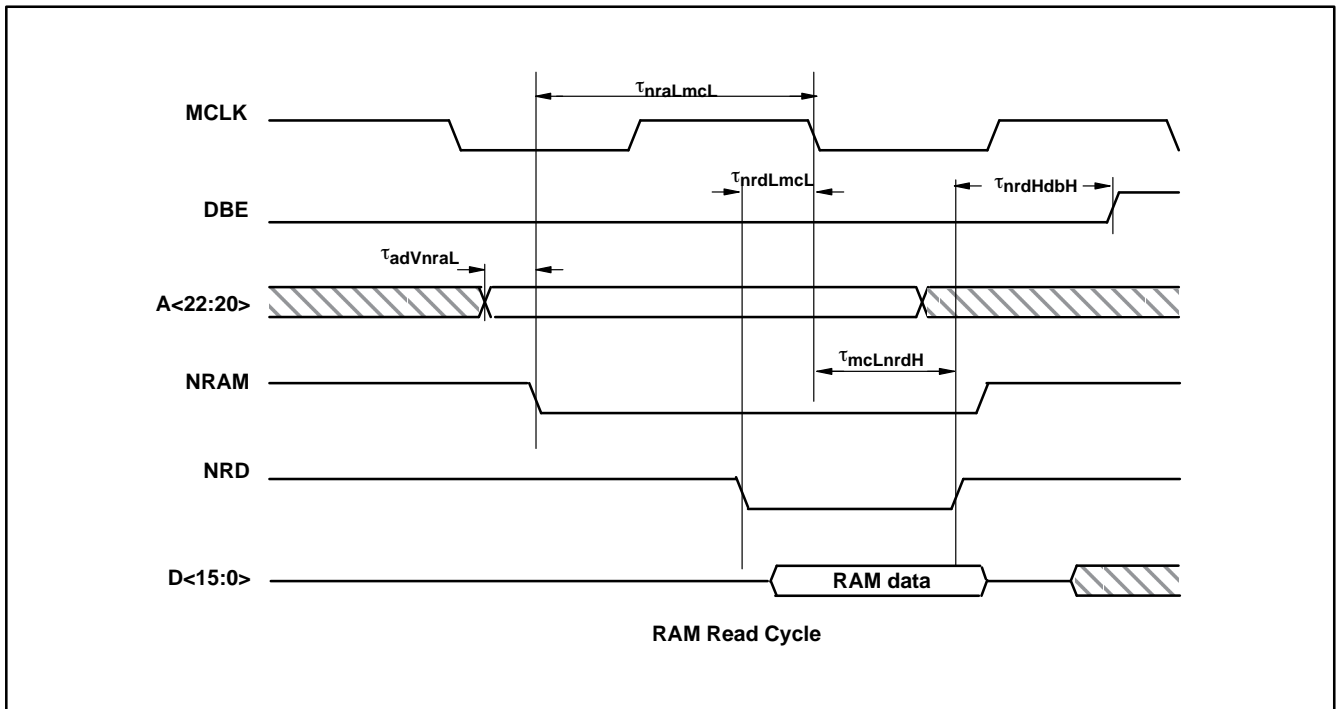 τnraLmcL
MCLK
τnrdLmcL
τnrdHdbH
DBE
τadVnraL
A<22:20>
τmcLnrdH
NRAM
NRD
D<15:0>
RAM data
RAM Read Cycle